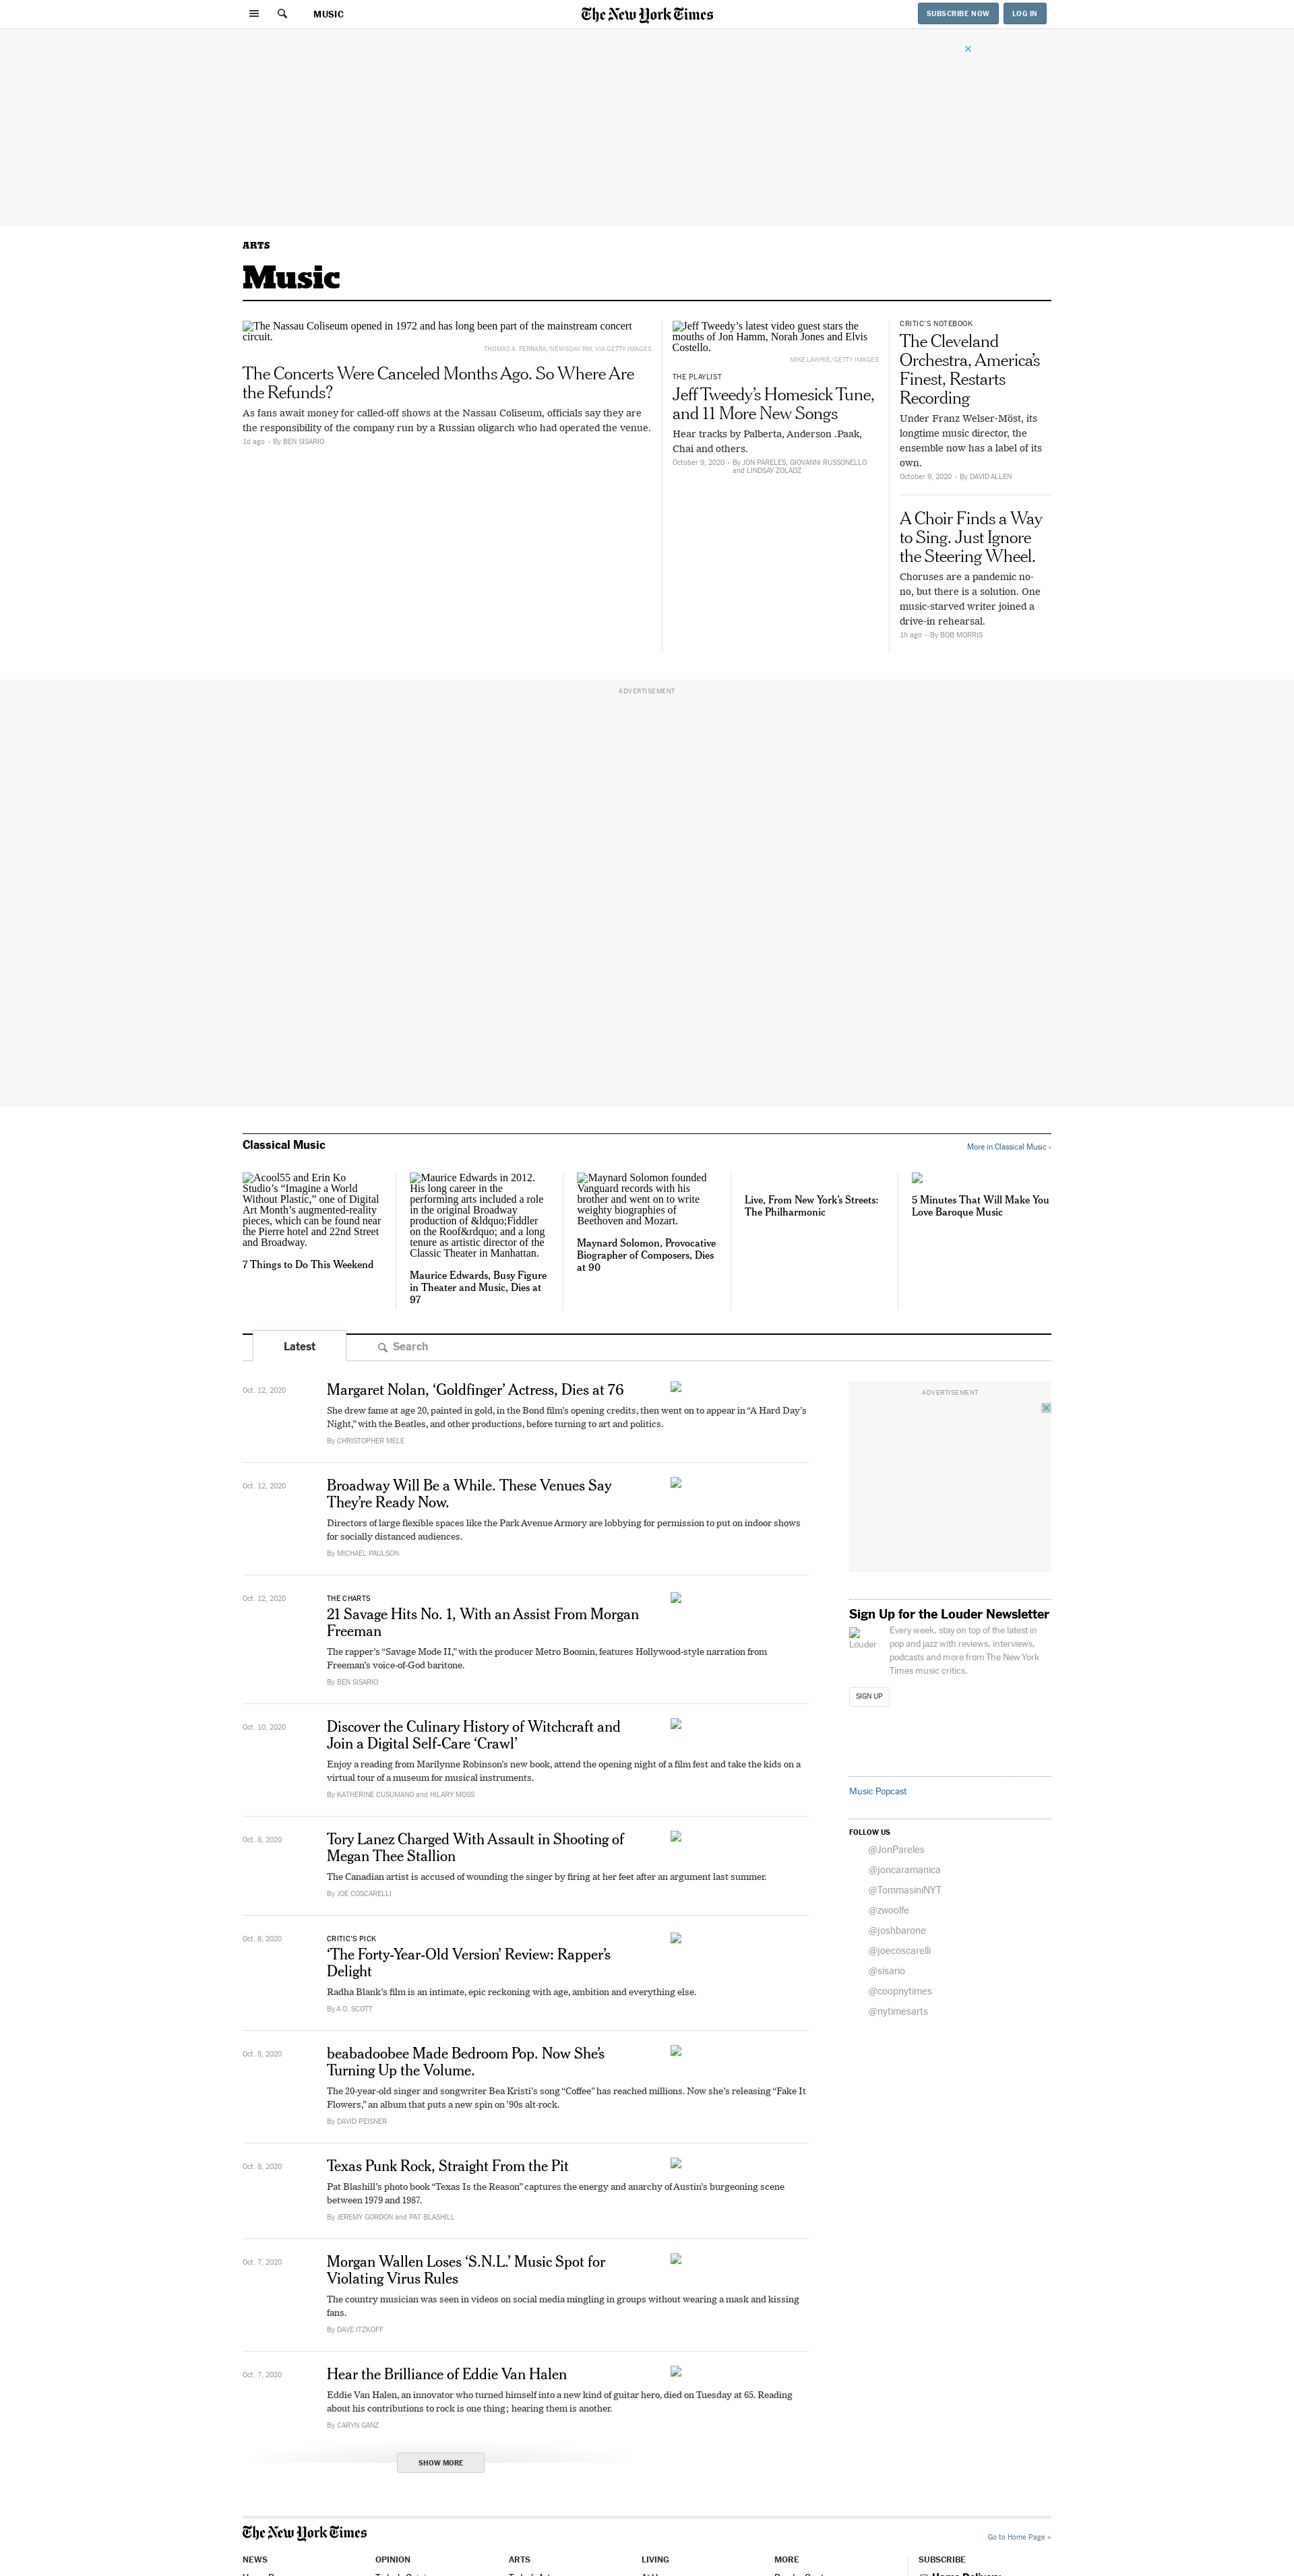 MUSIC
The New York Times
SUBSCRIBE NOW
LOG IN
ARTS
Music
The Nassau Coliseum opened in 1972 and has long been part of the mainstream concert
circuit.
THOMAS A. FERRARA/NEWSDAY RM, VIA GETTY IMAGES
The Concerts Were Canceled Months Ago. So Where Are
the Refunds?
As fans await money for called-off shows at the Nassau Coliseum, officials say they are
the responsibility of the company run by a Russian oligarch who had operated the venue.
1d ago • By BEN SISARIO
Jeff Tweedy’s latest video guest stars the
mouths of Jon Hamm, Norah Jones and Elvis
Costello.
MIKE LAWRIE/GETTY IMAGES
THE PLAYLIST
Jeff Tweedy’s Homesick Tune,
and 11 More New Songs
Hear tracks by Palberta, Anderson .Paak,
Chai and others.
October 9, 2020 • By JON PARELES, GIOVANNI RUSSONELLO
and LINDSAY ZOLADZ
CRITIC’S NOTEBOOK
The Cleveland
Orchestra, America’s
Finest, Restarts
Recording
Under Franz Welser-Möst, its
longtime music director, the
ensemble now has a label of its
own.
October 9, 2020 • By DAVID ALLEN
A Choir Finds a Way
to Sing. Just Ignore
the Steering Wheel.
Choruses are a pandemic no-
no, but there is a solution. One
music-starved writer joined a
drive-in rehearsal.
1h ago • By BOB MORRIS
ADVERTISEMENT
Classical Music
More in Classical Music ›
Acool55 and Erin Ko
Studio’s “Imagine a World
Without Plastic,” one of Digital
Art Month’s augmented-reality
pieces, which can be found near
the Pierre hotel and 22nd Street
and Broadway.
7 Things to Do This Weekend
Maurice Edwards in 2012.
His long career in the
performing arts included a role
in the original Broadway
production of &ldquo;Fiddler
on the Roof&rdquo; and a long
tenure as artistic director of the
Classic Theater in Manhattan.
Maurice Edwards, Busy Figure
in Theater and Music, Dies at
97
Maynard Solomon founded
Vanguard records with his
brother and went on to write
weighty biographies of
Beethoven and Mozart.
Maynard Solomon, Provocative
Biographer of Composers, Dies
at 90
Live, From New York’s Streets:
The Philharmonic
5 Minutes That Will Make You
Love Baroque Music
Latest
Search
Oct. 12, 2020
Margaret Nolan, ‘Goldfinger’ Actress, Dies at 76
She drew fame at age 20, painted in gold, in the Bond film’s opening credits, then went on to appear in “A Hard Day’s
Night,” with the Beatles, and other productions, before turning to art and politics.
By CHRISTOPHER MELE
Oct. 12, 2020
Broadway Will Be a While. These Venues Say
They’re Ready Now.
Directors of large flexible spaces like the Park Avenue Armory are lobbying for permission to put on indoor shows
for socially distanced audiences.
By MICHAEL PAULSON
Oct. 12, 2020
THE CHARTS
21 Savage Hits No. 1, With an Assist From Morgan
Freeman
The rapper’s “Savage Mode II,” with the producer Metro Boomin, features Hollywood-style narration from
Freeman’s voice-of-God baritone.
By BEN SISARIO
Oct. 10, 2020
Discover the Culinary History of Witchcraft and
Join a Digital Self-Care ‘Crawl’
Enjoy a reading from Marilynne Robinson’s new book, attend the opening night of a film fest and take the kids on a
virtual tour of a museum for musical instruments.
By KATHERINE CUSUMANO and HILARY MOSS
Oct. 8, 2020
Tory Lanez Charged With Assault in Shooting of
Megan Thee Stallion
The Canadian artist is accused of wounding the singer by firing at her feet after an argument last summer.
By JOE COSCARELLI
Oct. 8, 2020
CRITIC’S PICK
‘The Forty-Year-Old Version’ Review: Rapper’s
Delight
Radha Blank’s film is an intimate, epic reckoning with age, ambition and everything else.
By A.O. SCOTT
Oct. 8, 2020
beabadoobee Made Bedroom Pop. Now She’s
Turning Up the Volume.
The 20-year-old singer and songwriter Bea Kristi’s song “Coffee” has reached millions. Now she’s releasing “Fake It
Flowers,” an album that puts a new spin on ’90s alt-rock.
By DAVID PEISNER
Oct. 8, 2020
Texas Punk Rock, Straight From the Pit
Pat Blashill’s photo book “Texas Is the Reason” captures the energy and anarchy of Austin’s burgeoning scene
between 1979 and 1987.
By JEREMY GORDON and PAT BLASHILL
Oct. 7, 2020
Morgan Wallen Loses ‘S.N.L.’ Music Spot for
Violating Virus Rules
The country musician was seen in videos on social media mingling in groups without wearing a mask and kissing
fans.
By DAVE ITZKOFF
Oct. 7, 2020
Hear the Brilliance of Eddie Van Halen
Eddie Van Halen, an innovator who turned himself into a new kind of guitar hero, died on Tuesday at 65. Reading
about his contributions to rock is one thing; hearing them is another.
By CARYN GANZ
SHOW MORE
ADVERTISEMENT
Sign Up for the Louder Newsletter
Louder
Every week, stay on top of the latest in
pop and jazz with reviews, interviews,
podcasts and more from The New York
Times music critics.
SIGN UP
Music Popcast
FOLLOW US
@JonPareles
@joncaramanica
@TommasiniNYT
@zwoolfe
@joshbarone
@joecoscarelli
@sisario
@coopnytimes
@nytimesarts
The New York Times
Go to Home Page »
NEWS
OPINION
ARTS
LIVING
MORE
SUBSCRIBE